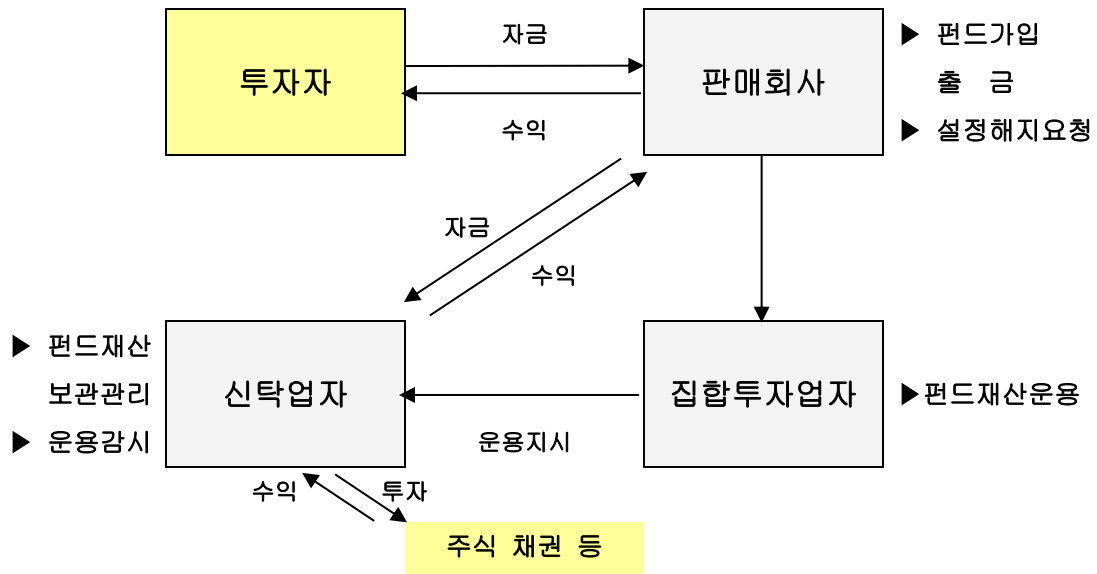 자금
▶ 펀드가입
투자자
판매회사
출 금
수익
▶ 설정해지요청
자금
수익
▶ 펀드재산
보관관리
▶ 운용감시
신탁업자
집합투자업자
▶펀드재산운용
운용지시
수익
투자
주식 채권 등